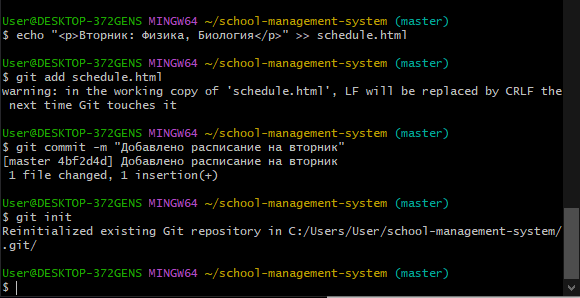 User@DESKTOP-372GENS MINGW64 ~/school-management-system (master)
$ echo "<p>Вторник: Физика, Биология</p>" >> schedule.html
User@DESKTOP-372GENS MINGW64 ~/school-management-system (master)
$ git add schedule.html
warning: in the working copy of 'schedule.html', LF will be replaced by CRLF the
 next time Git touches it
User@DESKTOP-372GENS MINGW64 ~/school-management-system (master)
$ git commit -m "Добавлено расписание на вторник"
[master 4bf2d4d] Добавлено расписание на вторник
 1 file changed, 1 insertion(+)
User@DESKTOP-372GENS MINGW64 ~/school-management-system (master)
$ git init
Reinitialized existing Git repository in C:/Users/User/school-management-system/
.git/
User@DESKTOP-372GENS MINGW64 ~/school-management-system (master)
$